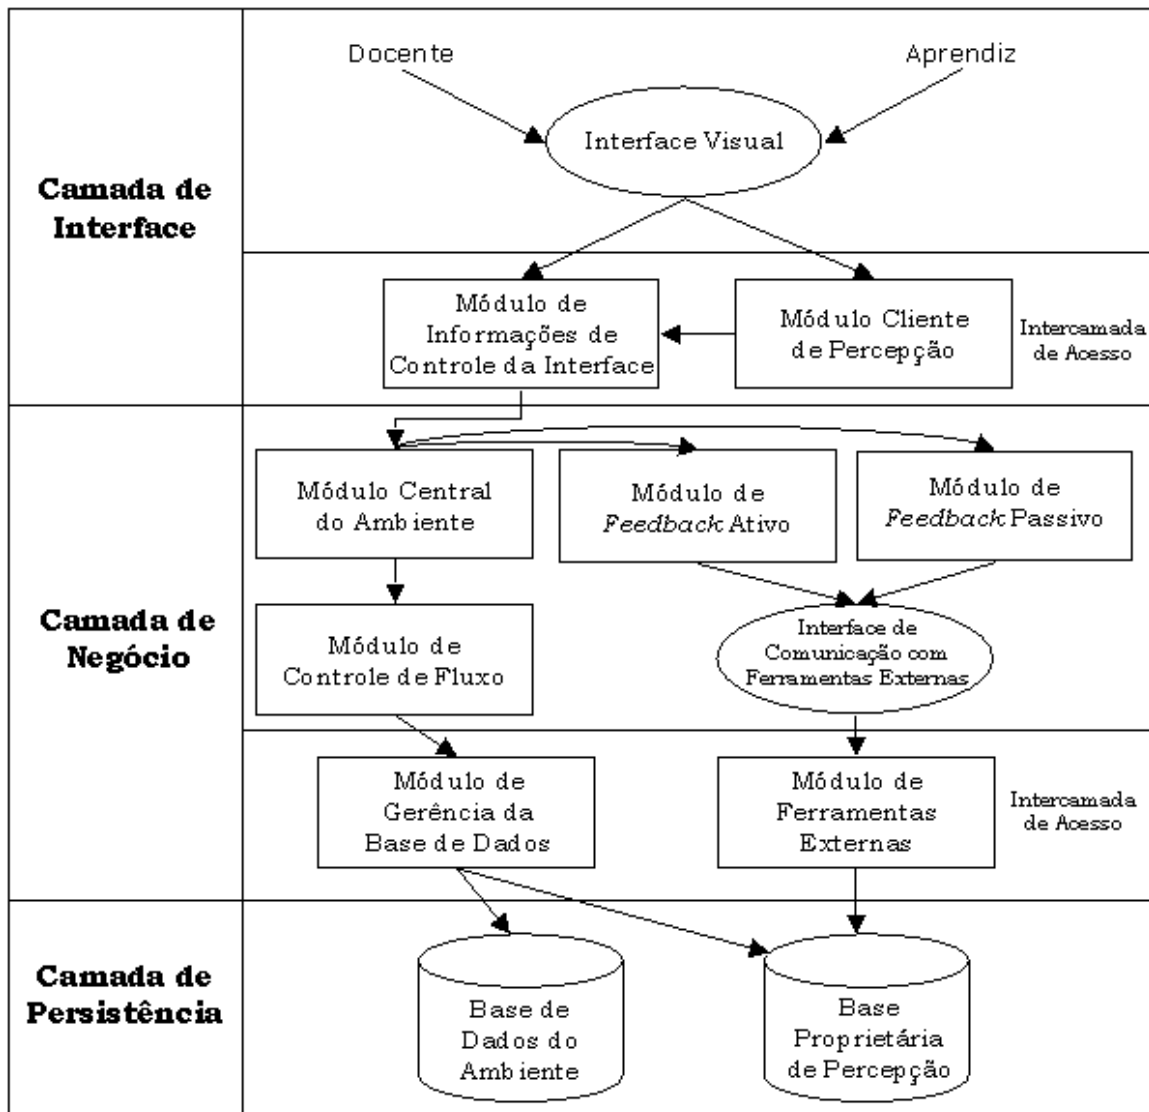 Docente
Aprendiz
Interface Visual
Camada de
Interface
Módulo de
Informações de
Controle da Interface
Módulo Cliente
de Percepção
Intercamada
de Acesso
Módulo Central
do Ambiente
Módulo de
Feedback Ativo
Módulo de
Feedback Passivo
Camada de
Negócio
Módulo de
Controle de Fluxo
Interface de
Comunicação com
Ferramentas Externas
Módulo de
Gerência da
Base de Dados
Módulo de
Ferramentas
Externas
Intercamada
de Acesso
Camada de
Persistência
Base de
Dados do
Ambiente
Base
Proprietária
de Percepção